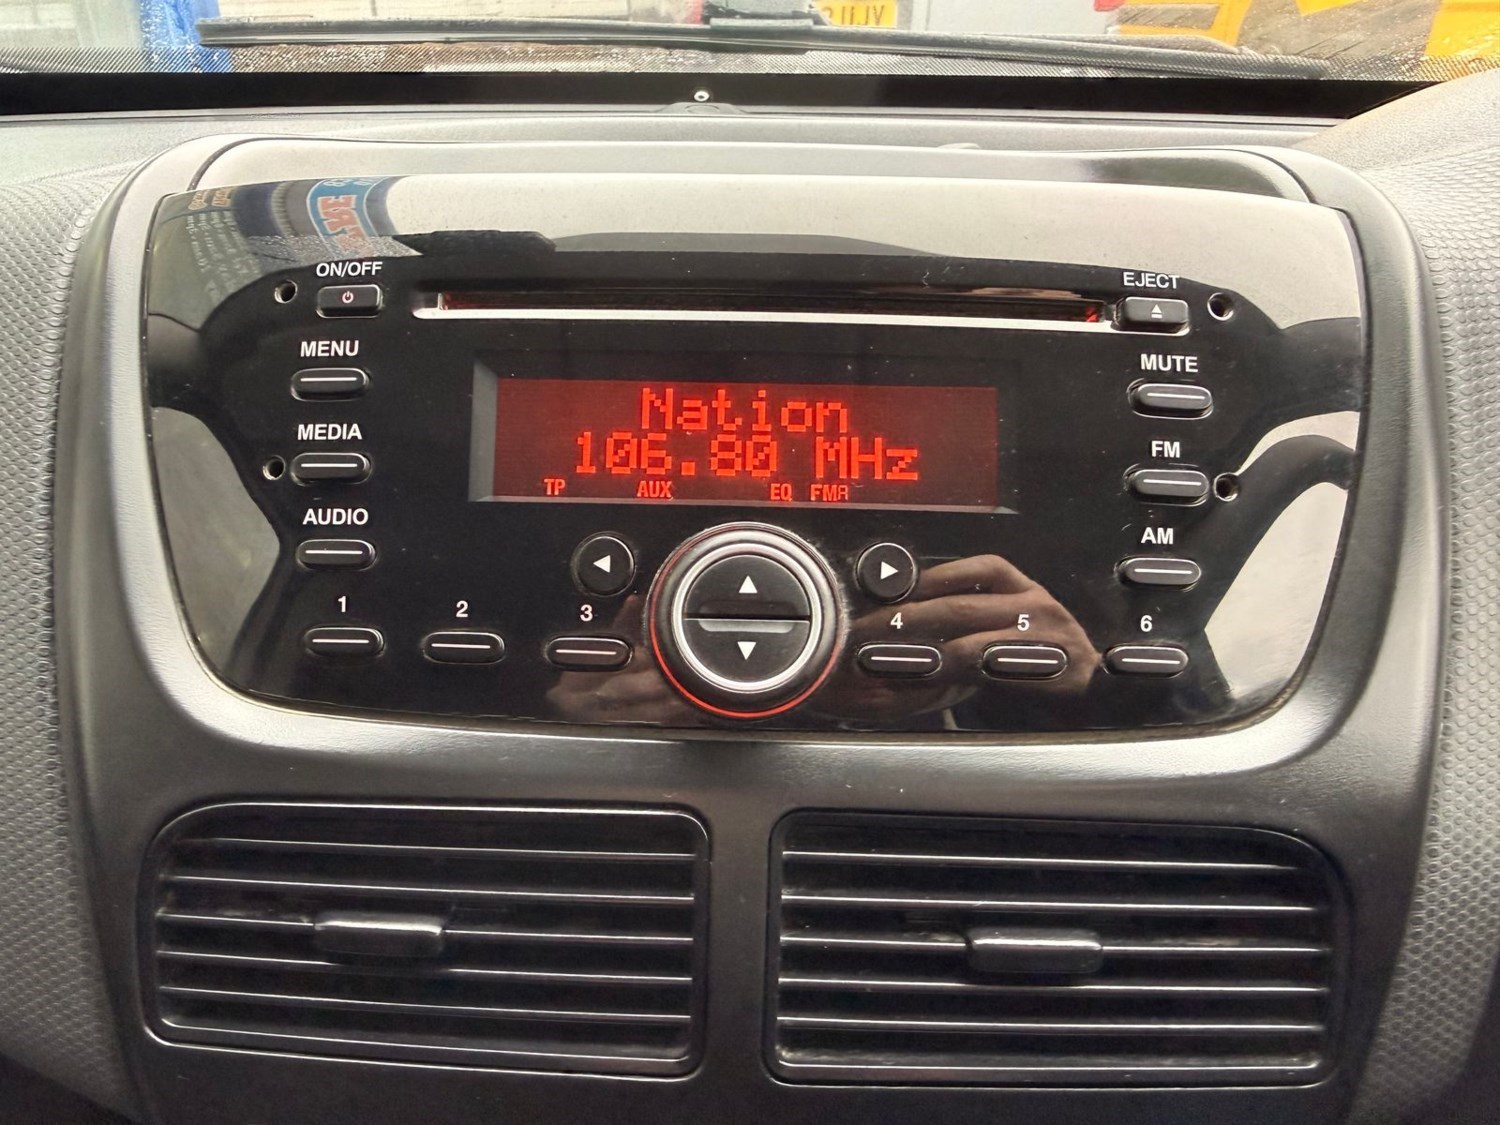 ON/OFF
EJECT
MENU
MUTE
MEDIA
FM
AUDIO
AM
Nation
106.80 MHz
TP AUX EQ FMR
1 2 3 4 5 6